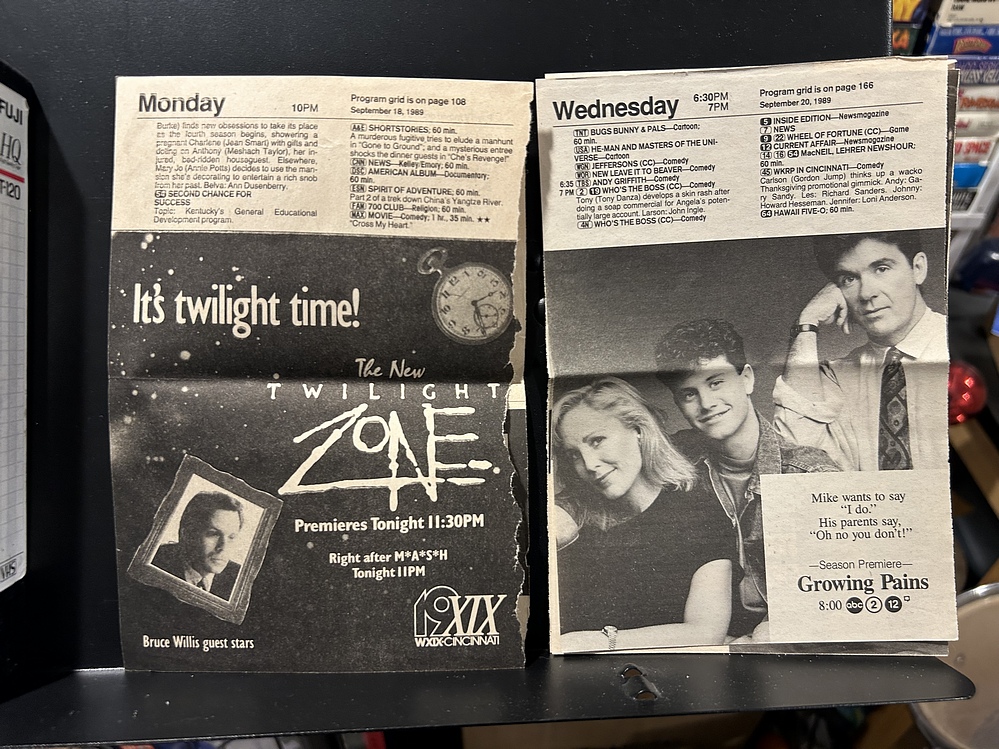 FUJI
HQ
T-120
VHS
Monday
10PM
Program grid is on page 108
September 18, 1989
Burke) finds new obsessions to take its place
as the fourth season begins, showering a
pregnant Charlene (Jean Smart) with gifts and
doting on Anthony (Meshach Taylor), her in-
jured, bed-ridden houseguest. Elsewhere,
Mary Jo (Annie Potts) decides to use the man-
sion she's decorating to entertain a rich snob
from her past. Belva: Ann Dusenberry.
54 SECOND CHANCE FOR
SUCCESS
Topic: Kentucky's General Educational
Development program.
A&E SHORTSTORIES; 60 min.
A murderous fugitive tries to elude a manhunt
in "Gone to Ground"; and a mysterious entree
shocks the dinner guests in "Che's Revenge!"
CNN NEWS—Kelley/Emory; 60 min.
DSC AMERICAN ALBUM—Documentary;
60 min.
ESN SPIRIT OF ADVENTURE; 60 min.
Part 2 of a trek down China's Yangtze River.
FAM 700 CLUB—Religion; 60 min.
MAX MOVIE—Comedy; 1 hr., 35 min. ★★
"Cross My Heart."
It's twilight time!
The New
TWILIGHT
ZONE
Premieres Tonight 11:30PM
Right after M*A*S*H
Tonight 11PM
19XIX
WXIX-CINCINNATI
Bruce Willis guest stars
Wednesday
6:30PM
7PM
Program grid is on page 166
September 20, 1989
TNT BUGS BUNNY & PALS—Cartoon;
60 min.
USA HE-MAN AND MASTERS OF THE UNI-
VERSE—Cartoon
WGN JEFFERSONS (CC)—Comedy
WOR NEW LEAVE IT TO BEAVER—Comedy
6:35 TBS ANDY GRIFFITH—Comedy
7 PM 2 19 WHO'S THE BOSS (CC)—Comedy
Tony (Tony Danza) develops a skin rash after
doing a soap commercial for Angela's poten-
tially large account. Larson: John Ingle.
4N WHO'S THE BOSS (CC)—Comedy
5 INSIDE EDITION—Newsmagazine
7 NEWS
9 22 WHEEL OF FORTUNE (CC)—Game
12 CURRENT AFFAIR—Newsmagazine
14 16 54 MacNEIL, LEHRER NEWSHOUR;
60 min.
45 WKRP IN CINCINNATI—Comedy
Carlson (Gordon Jump) thinks up a wacko
Thanksgiving promotional gimmick. Andy: Ga-
ry Sandy. Les: Richard Sanders. Johnny:
Howard Hesseman. Jennifer: Loni Anderson.
64 HAWAII FIVE-O; 60 min.
Mike wants to say
"I do."
His parents say,
"Oh no you don't!"
—Season Premiere—
Growing Pains
8:00 abc 2 12